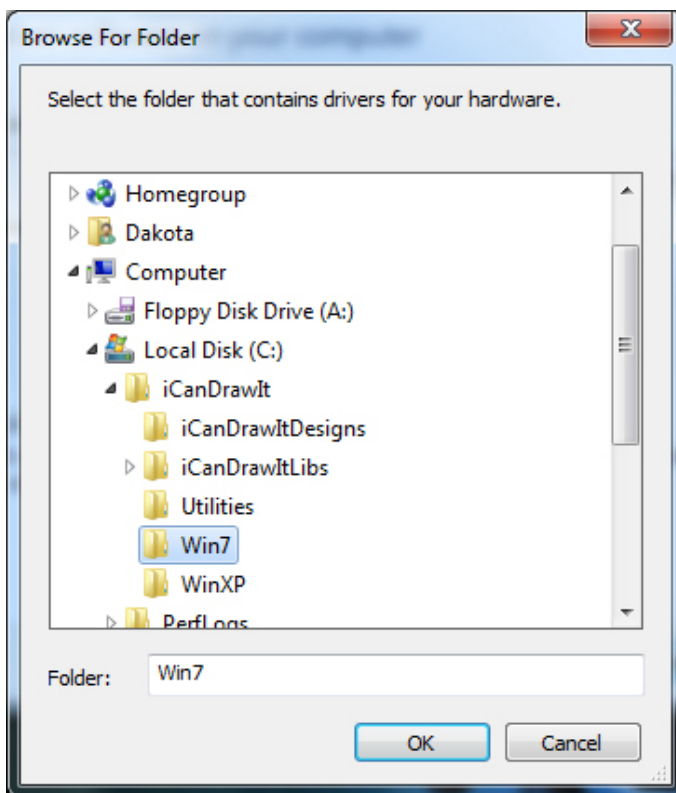 Browse For Folder
Select the folder that contains drivers for your hardware.
Homegroup
Dakota
Computer
Floppy Disk Drive (A:)
Local Disk (C:)
iCanDrawIt
iCanDrawItDesigns
iCanDrawItLibs
Utilities
Win7
WinXP
PerfLogs
Folder: Win7
OK Cancel